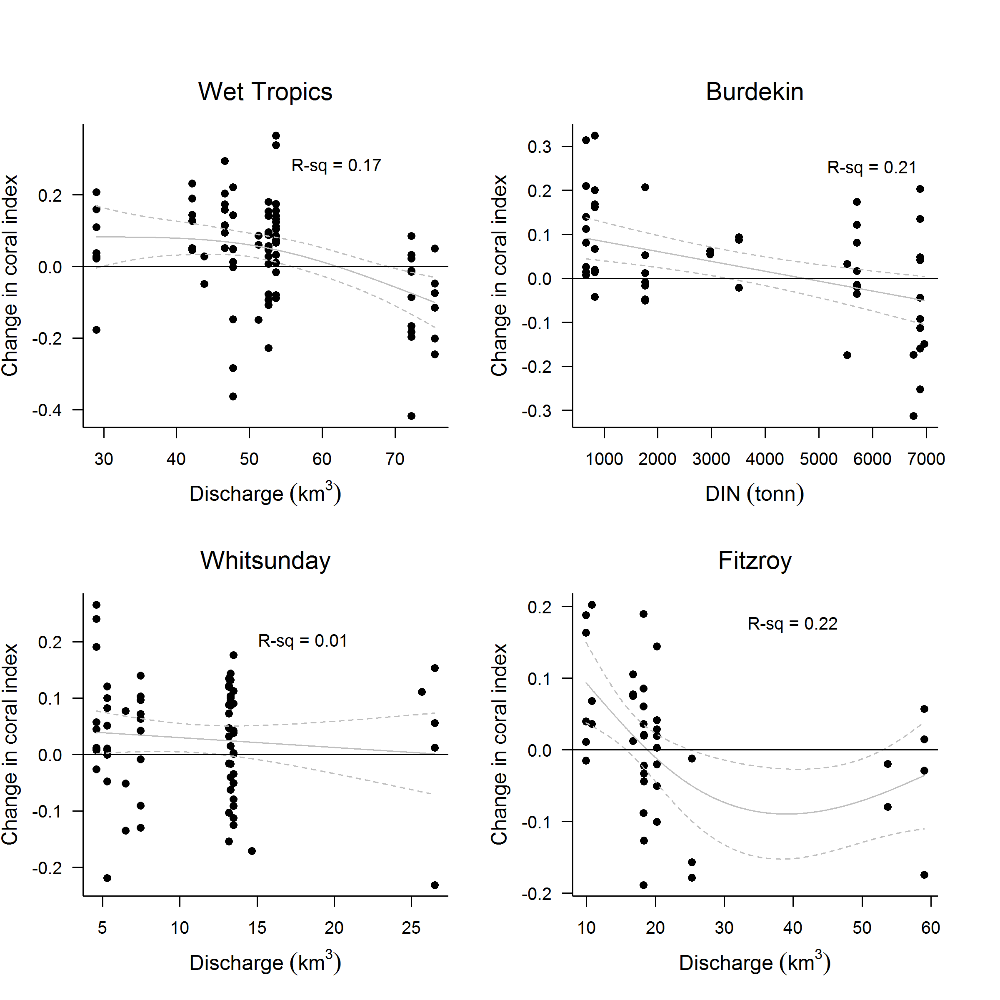 Wet Tropics
R-sq = 0.17
Change in coral index
0.2
0.0
-0.2
-0.4
30 40 50 60 70
Discharge (km³)
Burdekin
R-sq = 0.21
Change in coral index
0.3
0.2
0.1
0.0
-0.1
-0.2
-0.3
1000 2000 3000 4000 5000 6000 7000
DIN (tonn)
Whitsunday
R-sq = 0.01
Change in coral index
0.2
0.1
0.0
-0.1
-0.2
5 10 15 20 25
Discharge (km³)
Fitzroy
R-sq = 0.22
Change in coral index
0.2
0.1
0.0
-0.1
-0.2
10 20 30 40 50 60
Discharge (km³)